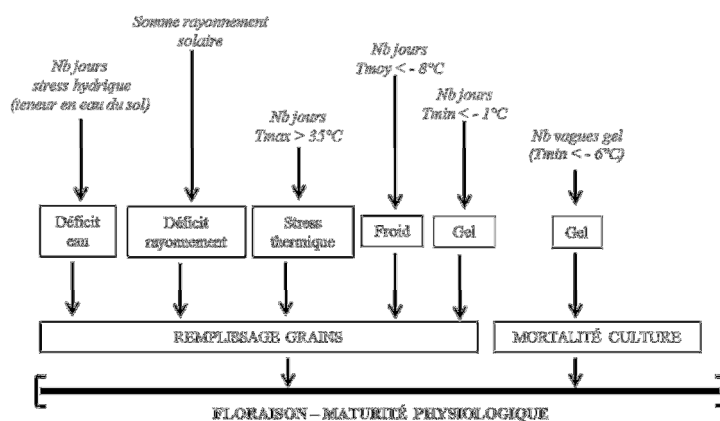 Somme rayonnement
solaire
Nb jours
stress hydrique
(teneur en eau du sol)
Nb jours
Tmax > 35°C
Nb jours
Tmoy < - 8°C
Nb jours
Tmin < - 1°C
Nb vagues gel
(Tmin < - 6°C)
Déficit
eau
Déficit
rayonnement
Stress
thermique
Froid
Gel
Gel
REMPLISSAGE GRAINS
MORTALITÉ CULTURE
FLORAISON – MATURITÉ PHYSIOLOGIQUE